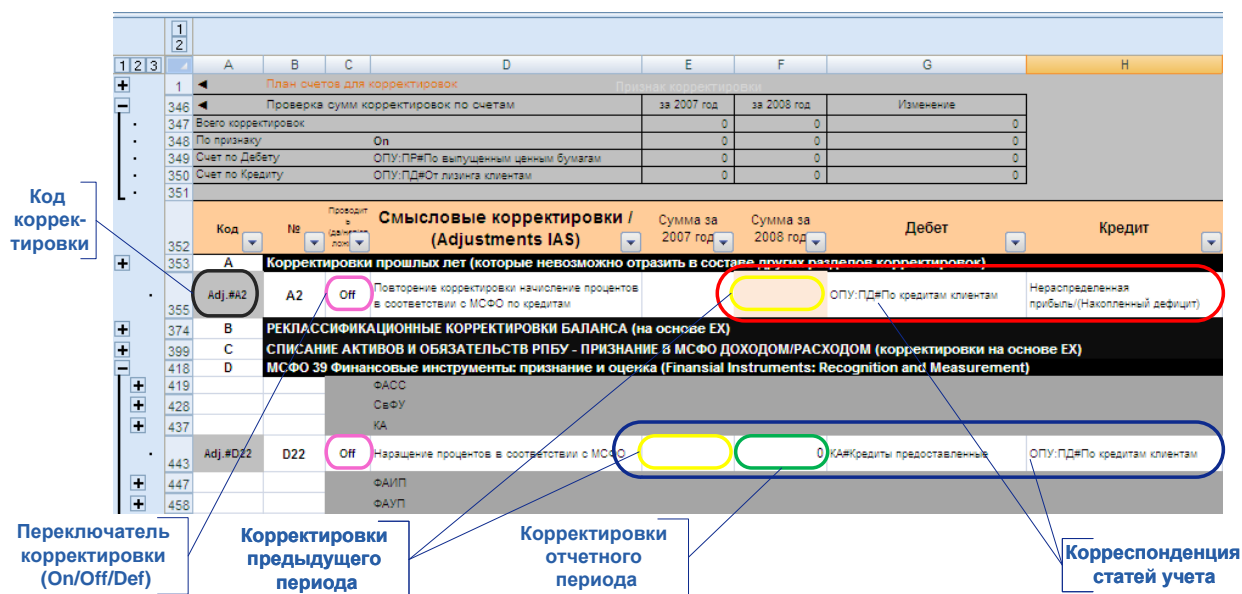 1
2
1 2 3 A B C D E F G H
1 ◄ План счетов для корректировок Признак корректировки
346 ◄ Проверка сумм корректировок по счетам за 2007 год за 2008 год Изменение
347 Всего корректировок 0 0 0
348 По признаку On 0 0 0
349 Счет по Дебету ОПУ:ПР#По выпущенным ценным бумагам 0 0 0
350 Счет по Кредиту ОПУ:ПД#От лизинга клиентам 0 0 0
351
Код
коррек-
тировки
352 Код № Смысловые корректировки /
(Adjustments IAS) Сумма за
2007 год Сумма за
2008 год Дебет Кредит
353 A Корректировки прошлых лет (которые невозможно отразить в составе других разделов корректировок)
355 Adj.#A2 A2 Off Повторение корректировки начисление процентов
в соответствии с МСФО по кредитам ОПУ:ПД#По кредитам клиентам Нераспределенная
прибыль/(Накопленный дефицит)
374 B РЕКЛАССИФИКАЦИОННЫЕ КОРРЕКТИРОВКИ БАЛАНСА (на основе EX)
399 C СПИСАНИЕ АКТИВОВ И ОБЯЗАТЕЛЬСТВ РПБУ - ПРИЗНАНИЕ В МСФО ДОХОДОМ/РАСХОДОМ (корректировки на основе EX)
418 D МСФО 39 Финансовые инструменты: признание и оценка (Finansial Instruments: Recognition and Measurement)
419 ФАСС
428 СвФУ
437 КА
443 Adj.#D22 D22 Off Наращение процентов в соответствии с МСФО 0 КА#Кредиты предоставленные ОПУ:ПД#По кредитам клиентам
447 ФАИП
458 ФАУП
Переключатель
корректировки
(On/Off/Def)
Корректировки
предыдущего
периода
Корректировки
отчетного
периода
Корреспонденция
статей учета